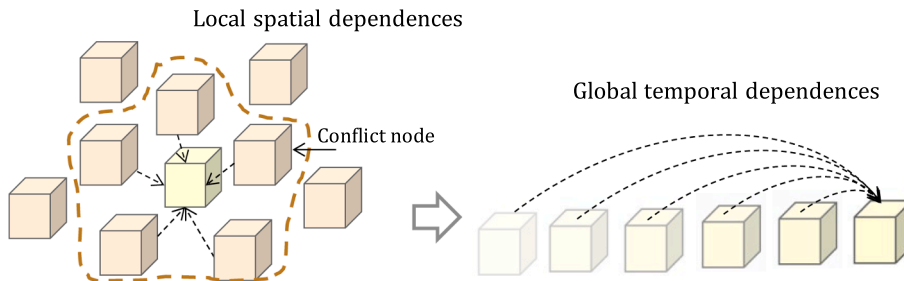 Local spatial dependences
Global temporal dependences
Conflict node